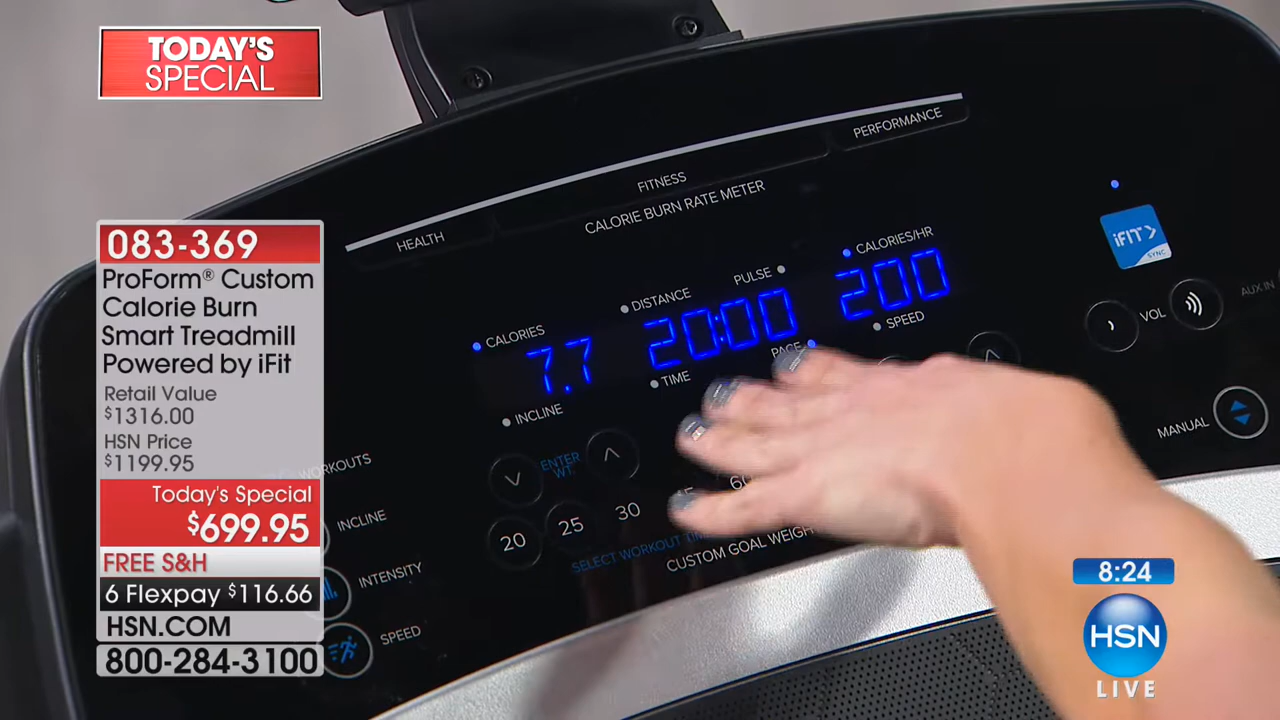 TODAY'S
SPECIAL
083-369
ProForm® Custom
Calorie Burn
Smart Treadmill
Powered by iFit
Retail Value
$1316.00
HSN Price
$1199.95
Today's Special
$699.95
FREE S&H
6 Flexpay $116.66
HSN.COM
800-284-3100
HEALTH
FITNESS
PERFORMANCE
CALORIE BURN RATE METER
CALORIES
DISTANCE
PULSE
CALORIES/HR
7.7
20:00
200
INCLINE
TIME
PACE
SPEED
iFIT
SYNC
VOL
AUX IN
MANUAL
WORKOUTS
INCLINE
INTENSITY
SPEED
ENTER
WT.
20
25
30
SELECT WORKOUT
CUSTOM GOAL
8:24
HSN
LIVE